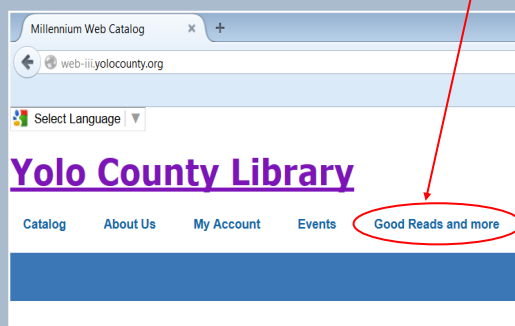 Millennium Web Catalog × +
web-iii.yolocounty.org
Select Language ▼
Yolo County Library
Catalog About Us My Account Events Good Reads and more